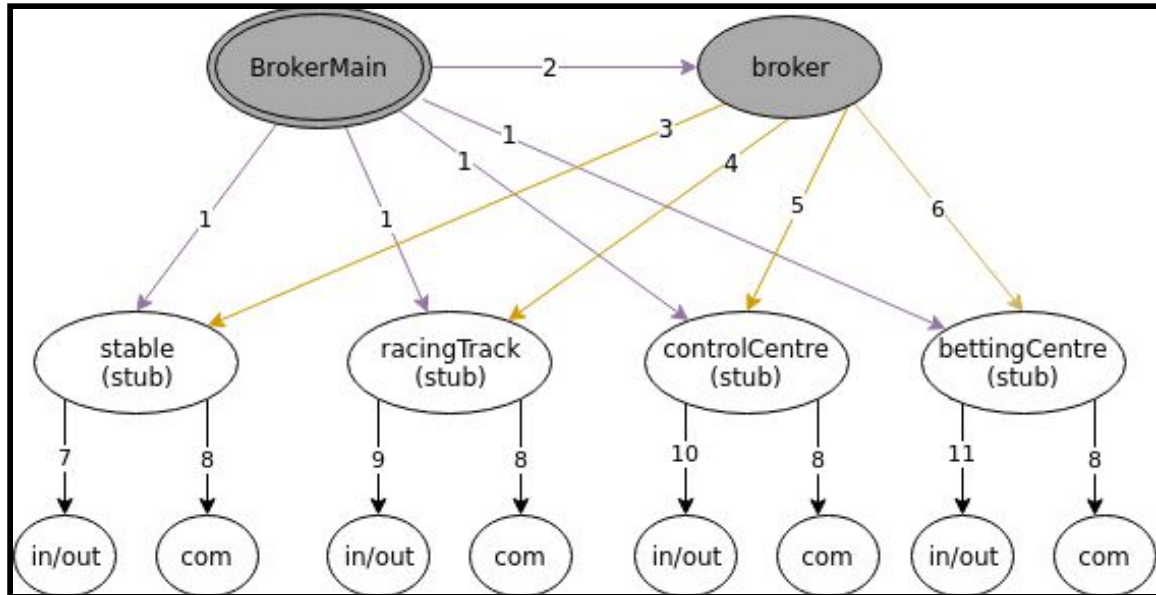 BrokerMain
2
broker
3
1
1
4
1
1
5
6
stable
(stub)
racingTrack
(stub)
controlCentre
(stub)
bettingCentre
(stub)
7
8
9
8
10
8
11
8
in/out
com
in/out
com
in/out
com
in/out
com